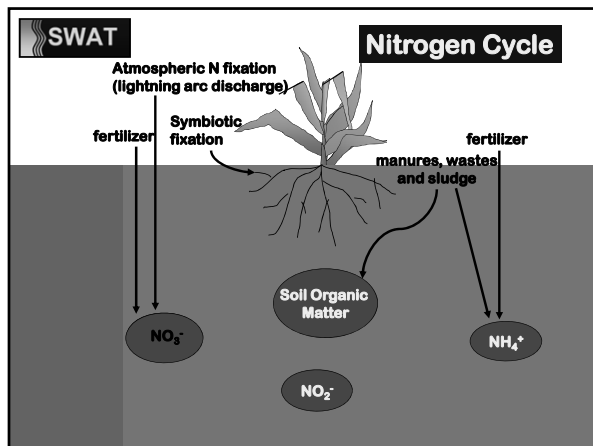 SWAT
Nitrogen Cycle
Atmospheric N fixation
(lightning arc discharge)
fertilizer
Symbiotic
fixation
fertilizer
manures, wastes
and sludge
Soil Organic
Matter
NO₃⁻
NH₄⁺
NO₂⁻